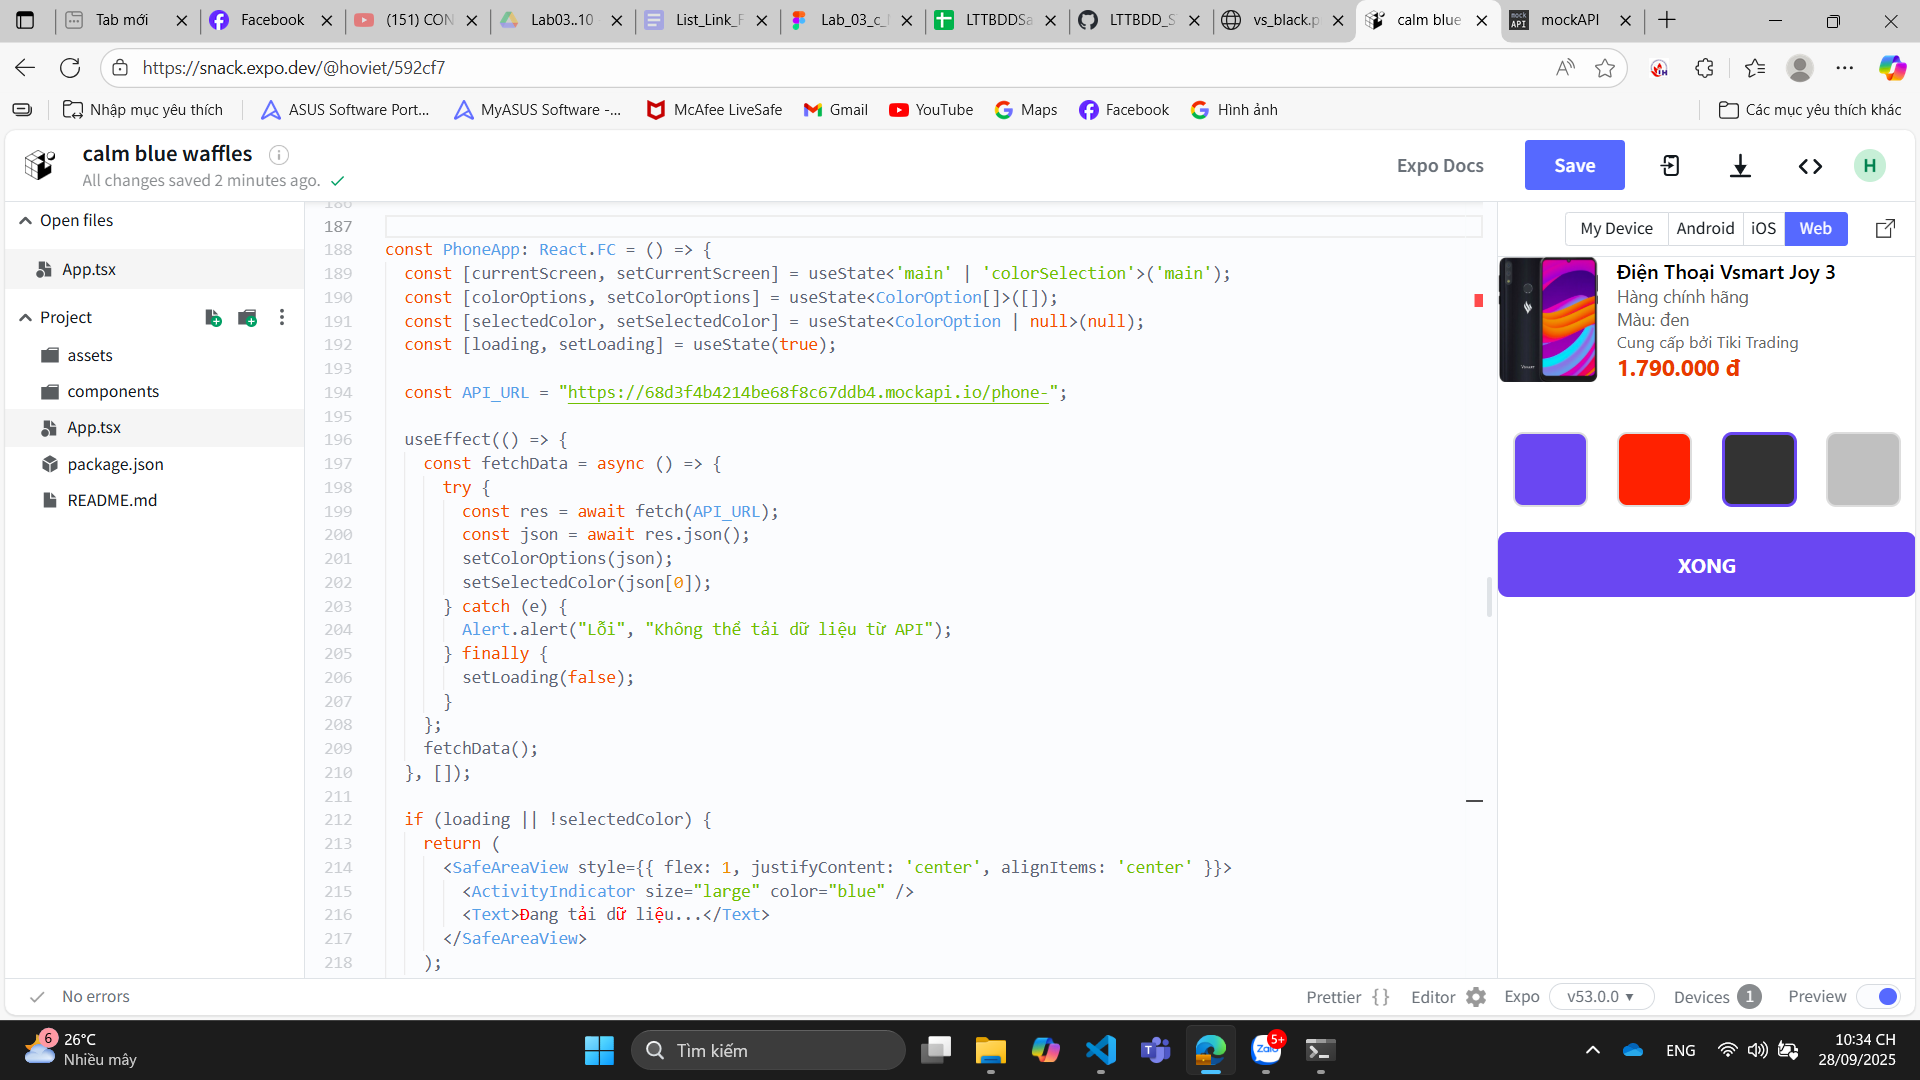 Tab mới
Facebook
(151) CON
Lab03..10
List_Link_F
Lab_03_c_
LTTBDDSa
LTTBDD_S
vs_black.p
calm blue
mockAPI
https://snack.expo.dev/@hoviet/592cf7
Nhập mục yêu thích
ASUS Software Port...
MyASUS Software -...
McAfee LiveSafe
Gmail
YouTube
Maps
Facebook
Hình ảnh
Các mục yêu thích khác
calm blue waffles
All changes saved 2 minutes ago.
Expo Docs
Save
H
Open files
App.tsx
Project
assets
components
App.tsx
package.json
README.md
186
187
188 const PhoneApp: React.FC = () => {
189 const [currentScreen, setCurrentScreen] = useState<'main' | 'colorSelection'>('main');
190 const [colorOptions, setColorOptions] = useState<ColorOption[]>([]);
191 const [selectedColor, setSelectedColor] = useState<ColorOption | null>(null);
192 const [loading, setLoading] = useState(true);
193
194 const API_URL = "https://68d3f4b4214be68f8c67ddb4.mockapi.io/phone-";
195
196 useEffect(() => {
197 const fetchData = async () => {
198 try {
199 const res = await fetch(API_URL);
200 const json = await res.json();
201 setColorOptions(json);
202 setSelectedColor(json[0]);
203 } catch (e) {
204 Alert.alert("Lỗi", "Không thể tải dữ liệu từ API");
205 } finally {
206 setLoading(false);
207 }
208 };
209 fetchData();
210 }, []);
211
212 if (loading || !selectedColor) {
213 return (
214 <SafeAreaView style={{ flex: 1, justifyContent: 'center', alignItems: 'center' }}>
215 <ActivityIndicator size="large" color="blue" />
216 <Text>Đang tải dữ liệu...</Text>
217 </SafeAreaView>
218 );
My Device
Android
iOS
Web
Điện Thoại Vsmart Joy 3
Hàng chính hãng
Màu: đen
Cung cấp bởi Tiki Trading
1.790.000 đ
XONG
No errors
Prettier { }
Editor
Expo
v53.0.0
Devices 1
Preview
6
26°C
Nhiều mây
Tìm kiếm
Zalo
5+
ENG
10:34 CH
28/09/2025